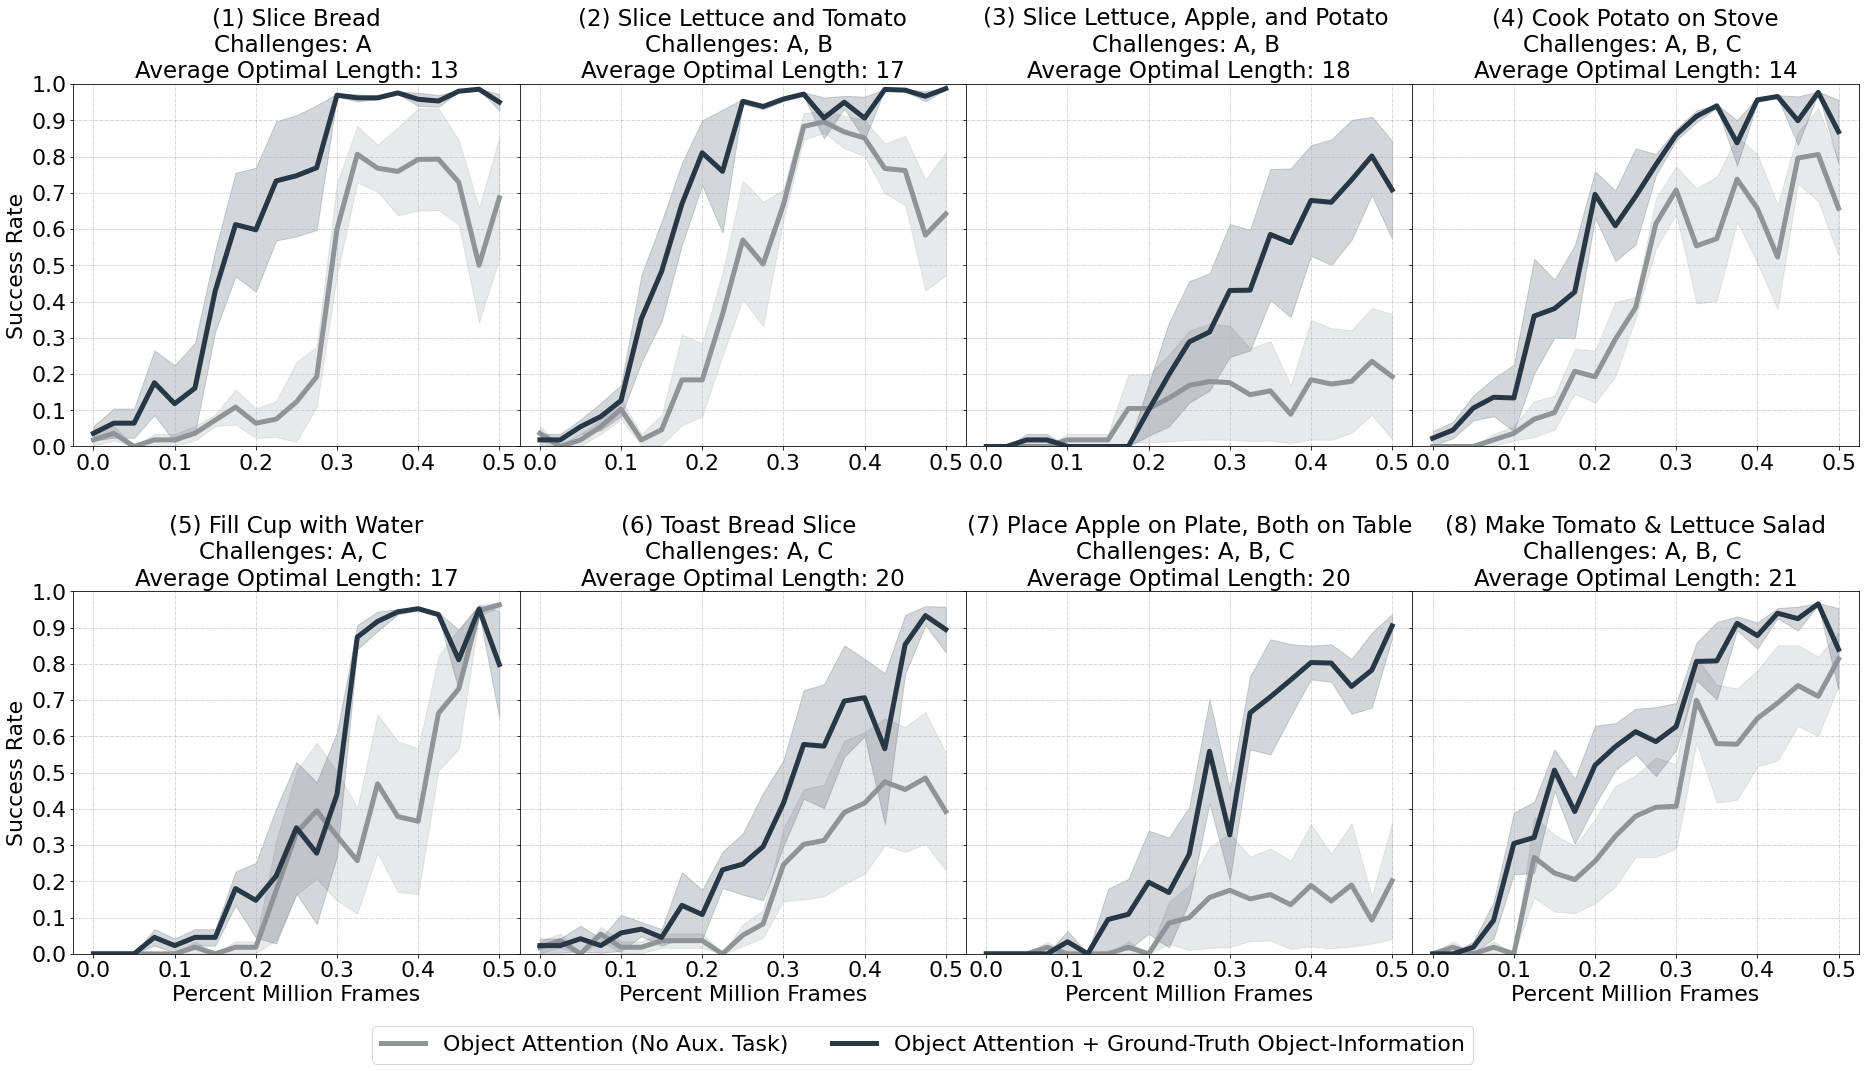 (1) Slice Bread
Challenges: A
Average Optimal Length: 13
(2) Slice Lettuce and Tomato
Challenges: A, B
Average Optimal Length: 17
(3) Slice Lettuce, Apple, and Potato
Challenges: A, B
Average Optimal Length: 18
(4) Cook Potato on Stove
Challenges: A, B, C
Average Optimal Length: 14
Success Rate
1.0
0.9
0.8
0.7
0.6
0.5
0.4
0.3
0.2
0.1
0.0
0.0 0.1 0.2 0.3 0.4 0.5
0.0 0.1 0.2 0.3 0.4 0.5
0.0 0.1 0.2 0.3 0.4 0.5
0.0 0.1 0.2 0.3 0.4 0.5
(5) Fill Cup with Water
Challenges: A, C
Average Optimal Length: 17
(6) Toast Bread Slice
Challenges: A, C
Average Optimal Length: 20
(7) Place Apple on Plate, Both on Table
Challenges: A, B, C
Average Optimal Length: 20
(8) Make Tomato & Lettuce Salad
Challenges: A, B, C
Average Optimal Length: 21
Success Rate
1.0
0.9
0.8
0.7
0.6
0.5
0.4
0.3
0.2
0.1
0.0
0.0 0.1 0.2 0.3 0.4 0.5
0.0 0.1 0.2 0.3 0.4 0.5
0.0 0.1 0.2 0.3 0.4 0.5
0.0 0.1 0.2 0.3 0.4 0.5
Percent Million Frames
Percent Million Frames
Percent Million Frames
Percent Million Frames
Object Attention (No Aux. Task)
Object Attention + Ground-Truth Object-Information